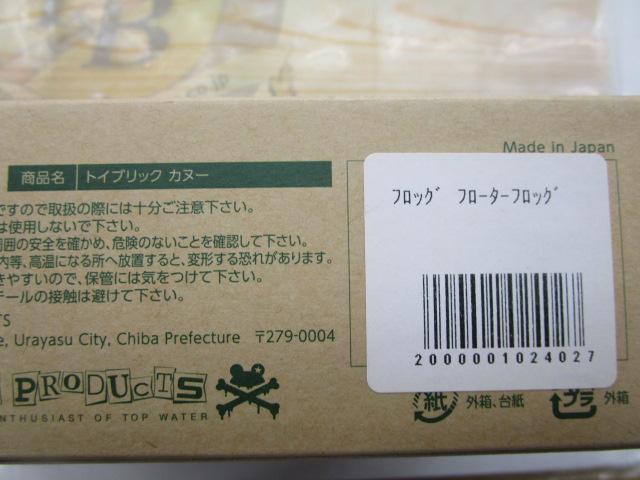 B
co.jp
Made in Japan
商品名 トイブリック カヌー
ですので取扱の際には十分ご注意下さい。
は使用しないで下さい。
囲の安全を確かめ、危険のないことを確認して下さい。
内等、高温になる所へ放置すると、変形する恐れがあります。
きやすいので、保管には気をつけて下さい。
チールの接触は避けて下さい。
TS
e, Urayasu City, Chiba Prefecture 〒279-0004
PRODUCTS
ENTHUSIAST OF TOP WATER
ﾌﾛｯｸﾞ ﾌﾛｰﾀｰﾌﾛｯｸﾞ
2000001024027
紙 外箱、台紙
プラ 外箱